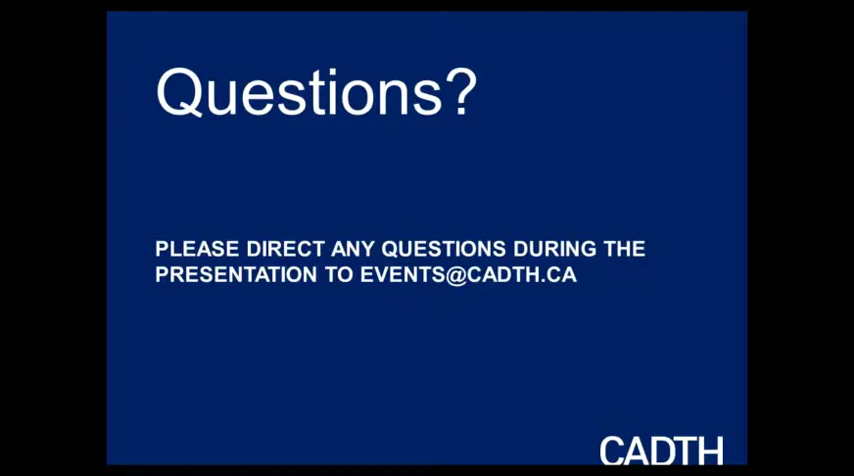 Questions?
PLEASE DIRECT ANY QUESTIONS DURING THE
PRESENTATION TO EVENTS@CADTH.CA
CADTH